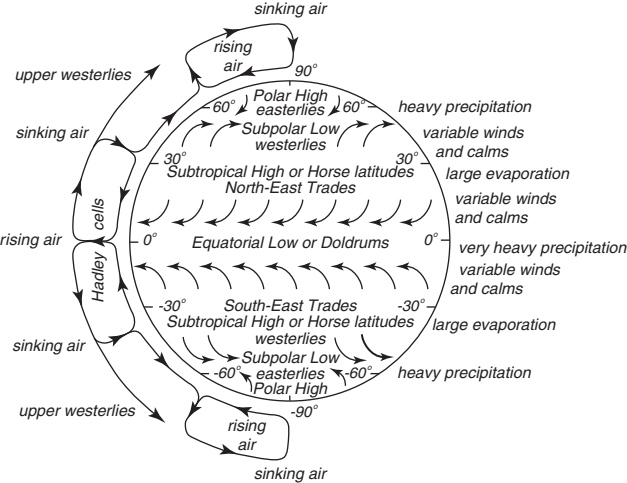 sinking air
rising
air
upper westerlies
90°
Polar High
60° easterlies 60°
heavy precipitation
Subpolar Low
westerlies
sinking air
variable winds
and calms
30° 30°
Subtropical High or Horse latitudes
North-East Trades
large evaporation
variable winds
and calms
Hadley cells
rising air
0° Equatorial Low or Doldrums 0°
very heavy precipitation
variable winds
and calms
-30° South-East Trades -30°
Subtropical High or Horse latitudes
westerlies
large evaporation
sinking air
Subpolar Low
-60° easterlies -60°
Polar High
heavy precipitation
upper westerlies
-90°
rising
air
sinking air